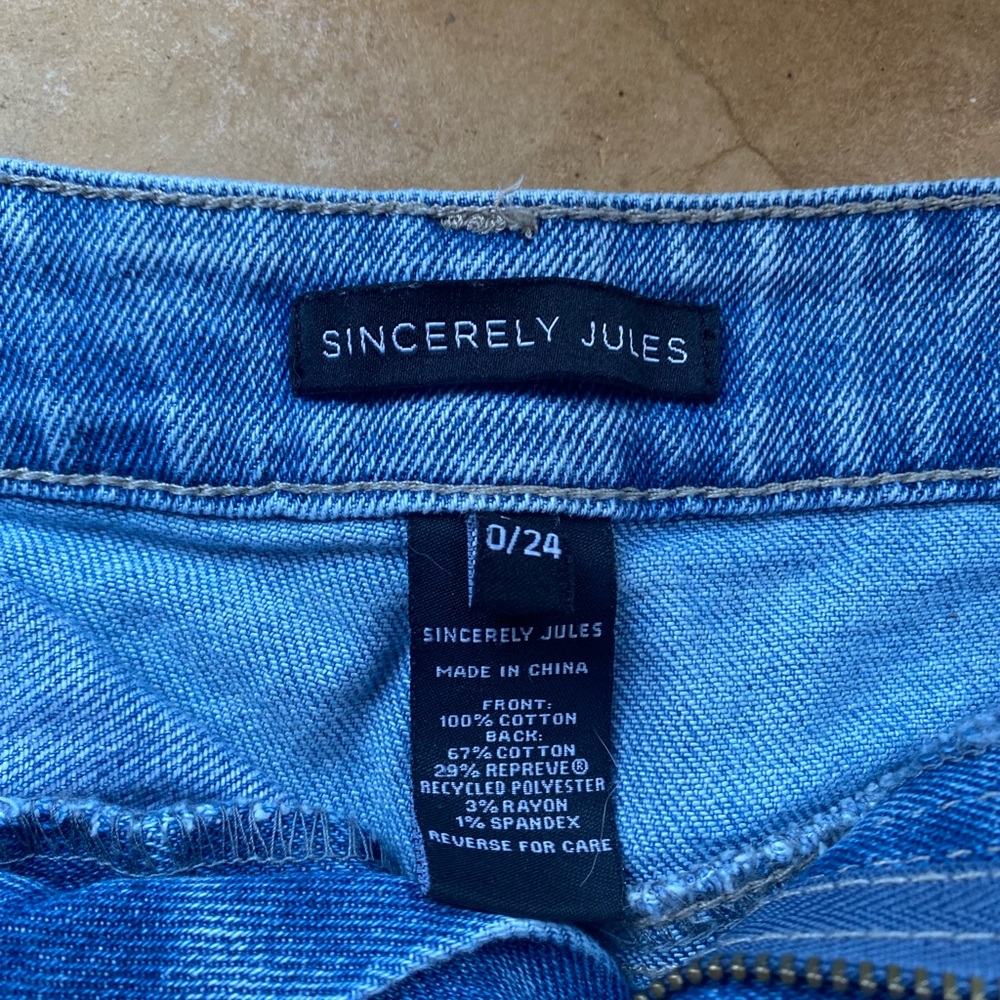 SINCERELY JULES
0/24
SINCERELY JULES
MADE IN CHINA
FRONT:
100% COTTON
BACK:
67% COTTON
29% REPREVE®
RECYCLED POLYESTER
3% RAYON
1% SPANDEX
REVERSE FOR CARE